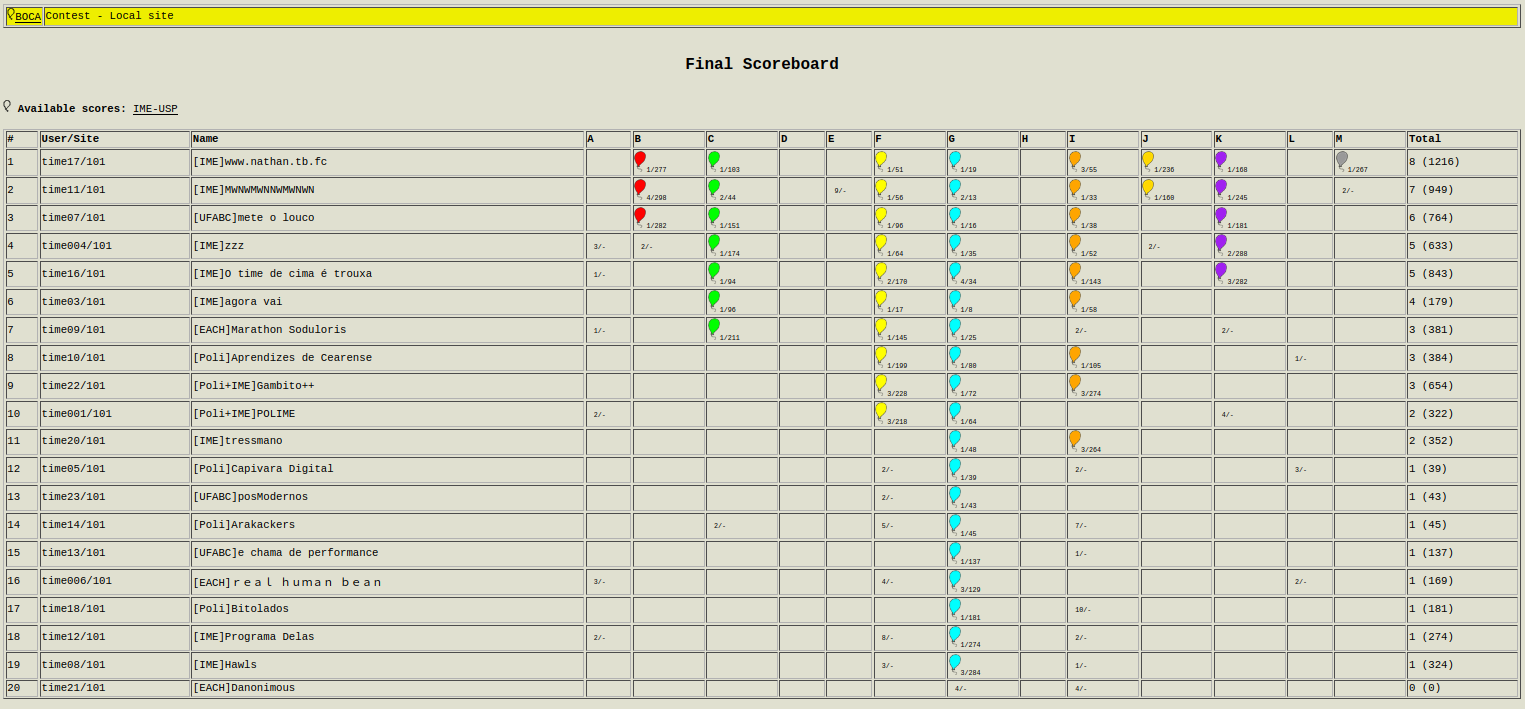 BOCA Contest - Local site
Final Scoreboard
Available scores: IME-USP
# User/Site Name A B C D E F G H I J K L M Total
1 time17/101 [IME]www.nathan.tb.fc 1/277 1/103 1/51 1/19 3/55 1/236 1/168 1/267 8 (1216)
2 time11/101 [IME]MWNWMWNNWMWNWN 4/298 2/44 9/- 1/56 2/13 1/33 1/160 1/245 2/- 7 (949)
3 time07/101 [UFABC]mete o louco 1/282 1/151 1/96 1/16 1/38 1/181 6 (764)
4 time004/101 [IME]zzz 3/- 2/- 1/174 1/64 1/35 1/52 2/- 2/288 5 (633)
5 time16/101 [IME]O time de cima é trouxa 1/- 1/94 2/170 4/34 1/143 3/282 5 (843)
6 time03/101 [IME]agora vai 1/96 1/17 1/8 1/58 4 (179)
7 time09/101 [EACH]Marathon Soduloris 1/- 1/211 1/145 1/25 2/- 2/- 3 (381)
8 time10/101 [Poli]Aprendizes de Cearense 1/199 1/80 1/105 1/- 3 (384)
9 time22/101 [Poli+IME]Gambito++ 3/228 1/72 3/274 3 (654)
10 time001/101 [Poli+IME]POLIME 2/- 3/218 1/64 4/- 2 (322)
11 time20/101 [IME]tressmano 1/48 3/264 2 (352)
12 time05/101 [Poli]Capivara Digital 2/- 1/39 2/- 3/- 1 (39)
13 time23/101 [UFABC]posModernos 2/- 1/43 1 (43)
14 time14/101 [Poli]Arakackers 2/- 5/- 1/45 7/- 1 (45)
15 time13/101 [UFABC]e chama de performance 1/137 1/- 1 (137)
16 time006/101 [EACH]ｒｅａｌ ｈｕｍａｎ ｂｅａｎ 3/- 4/- 3/129 2/- 1 (169)
17 time18/101 [Poli]Bitolados 1/181 10/- 1 (181)
18 time12/101 [IME]Programa Delas 2/- 8/- 1/274 2/- 1 (274)
19 time08/101 [IME]Hawls 3/- 3/284 1/- 1 (324)
20 time21/101 [EACH]Danonimous 4/- 4/- 0 (0)